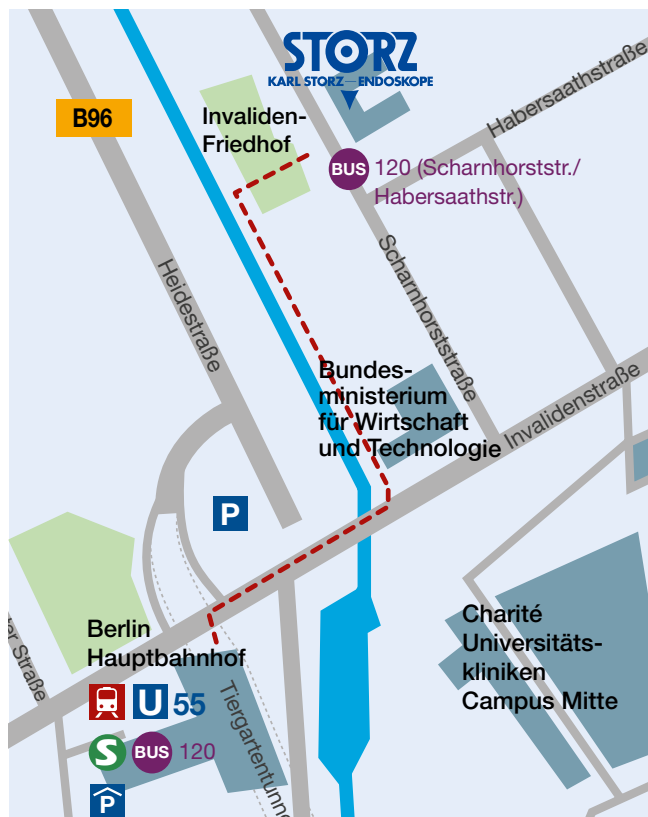 STORZ
KARL STORZ—ENDOSKOPE
B96
Invaliden-
Friedhof
Habersaathstraße
BUS 120 (Scharnhorststr./
Habersaathstr.)
Scharnhorststraße
Heidestraße
Bundes-
ministerium
für Wirtschaft
und Technologie
Invalidenstraße
P
Berlin
Hauptbahnhof
U 55
S BUS 120
P
Charité
Universitäts-
kliniken
Campus Mitte
Straße